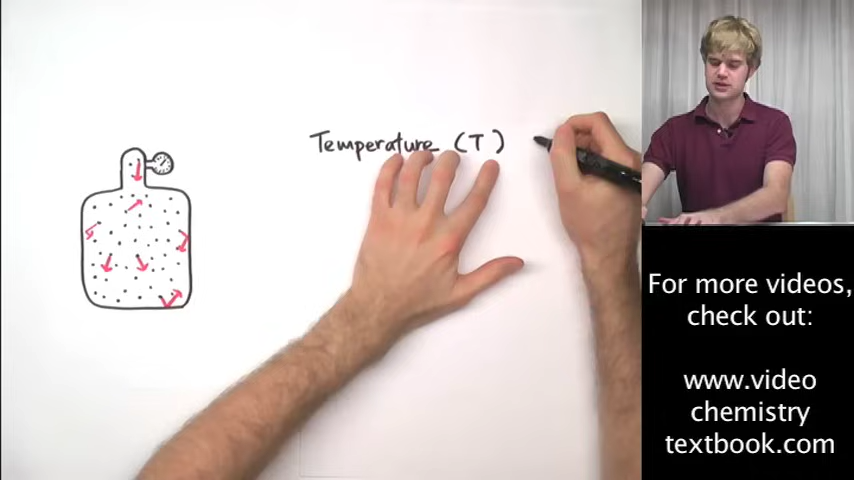 Temperature (T)
For more videos,
check out:
www.video
chemistry
textbook.com